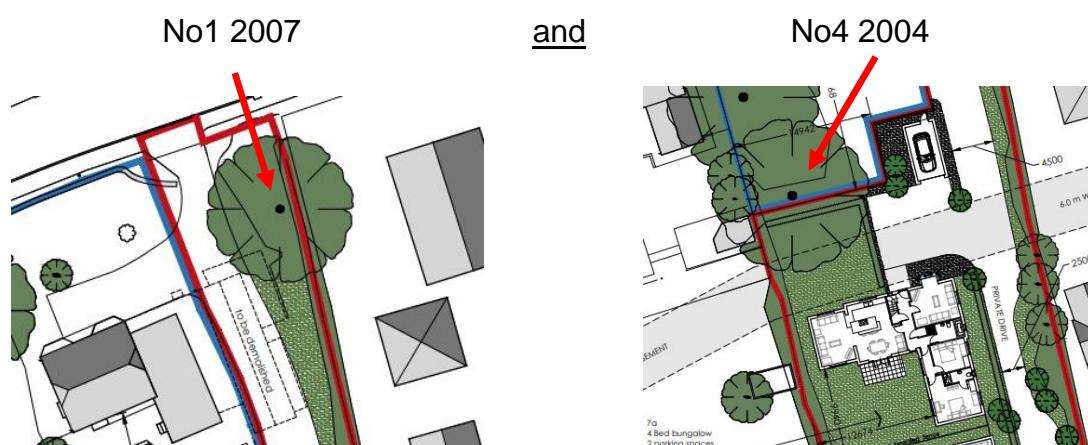 No1 2007 and No4 2004
to be demolished
68
4942
4500
6.0 m w
2500
PRIVATE DRIVE
EMENT
7a
4 Bed bungalow
2 parking spaces